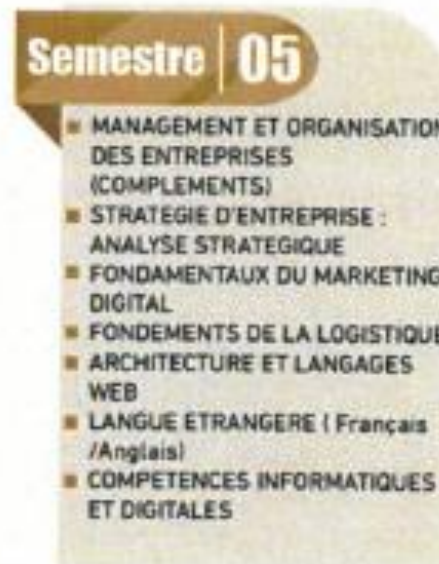 Semestre | 05
■ MANAGEMENT ET ORGANISATION
DES ENTREPRISES
(COMPLEMENTS)
■ STRATEGIE D'ENTREPRISE :
ANALYSE STRATEGIQUE
■ FONDAMENTAUX DU MARKETING
DIGITAL
■ FONDEMENTS DE LA LOGISTIQUE
■ ARCHITECTURE ET LANGAGES
WEB
■ LANGUE ETRANGERE ( Français
/Anglais)
■ COMPETENCES INFORMATIQUES
ET DIGITALES